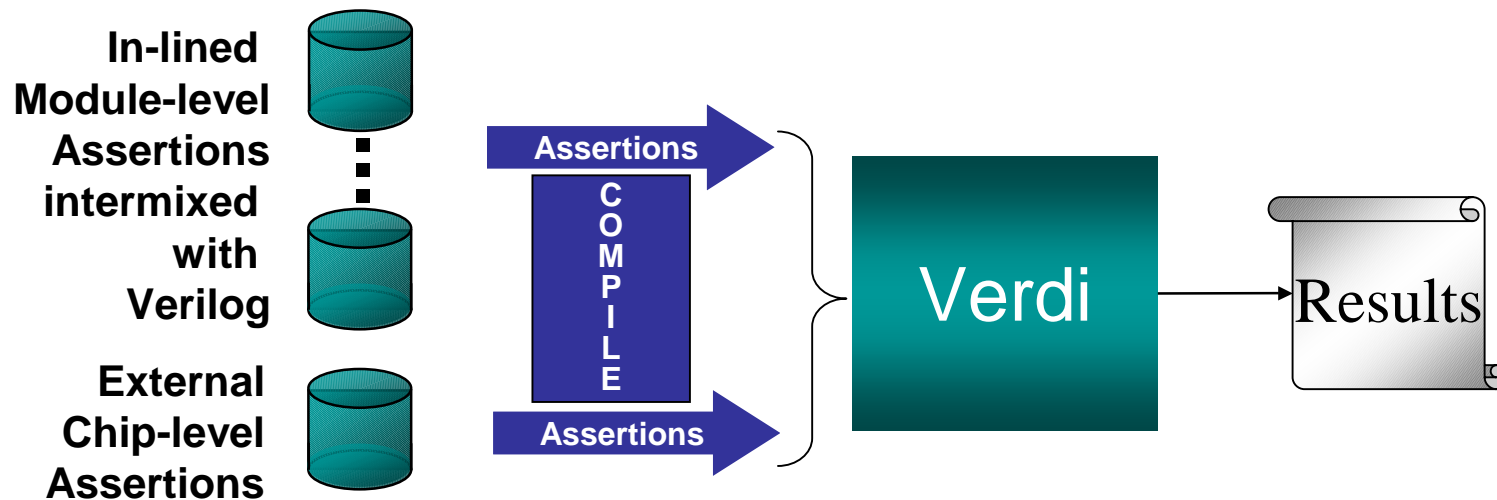 In-lined
Module-level
Assertions
intermixed
with
Verilog
External
Chip-level
Assertions
Assertions
C
O
M
P
I
L
E
Assertions
Verdi
Results